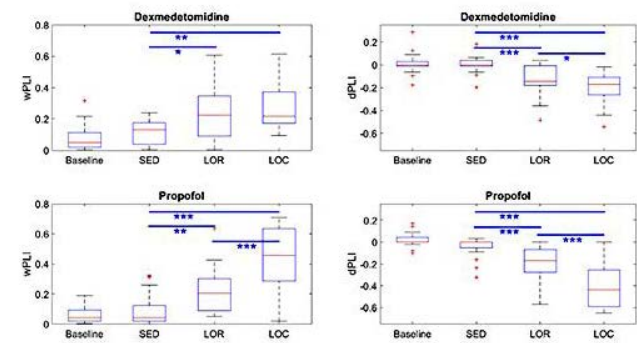 Dexmedetomidine
0.8
0.6
0.4
0.2
0
wPLI
**
*
Baseline SED LOR LOC
Dexmedetomidine
0.2
0
-0.2
-0.4
-0.6
dPLI
***
***
*
Baseline SED LOR LOC
Propofol
0.8
0.6
0.4
0.2
0
wPLI
***
**
***
Baseline SED LOR LOC
Propofol
0.2
0
-0.2
-0.4
-0.6
dPLI
***
***
***
Baseline SED LOR LOC